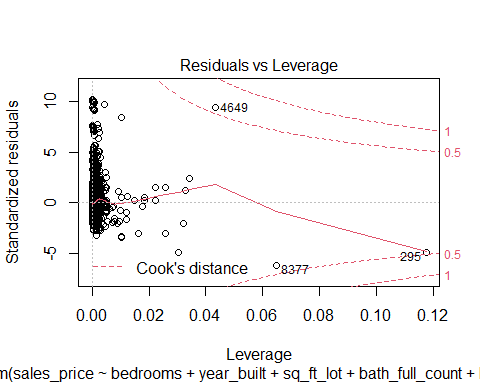 Residuals vs Leverage
Standardized residuals
10
5
0
-5
4649
1
0.5
0.5
1
295
8377
Cook's distance
0.00 0.02 0.04 0.06 0.08 0.10 0.12
Leverage
m(sales_price ~ bedrooms + year_built + sq_ft_lot + bath_full_count +